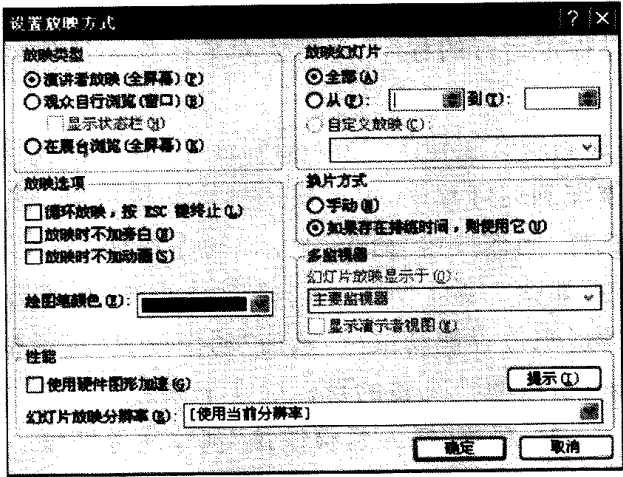 设置放映方式
放映类型
演讲者放映(全屏幕)(P)
观众自行浏览(窗口)(B)
显示状态栏(H)
在展台浏览(全屏幕)(K)
放映幻灯片
全部(A)
从(F): 到(T):
自定义放映(C):
放映选项
循环放映，按 ESC 键终止(L)
放映时不加旁白(N)
放映时不加动画(S)
绘图笔颜色(E):
换片方式
手动(M)
如果存在排练时间，则使用它(U)
多监视器
幻灯片放映显示于(O):
主要监视器
显示演示者视图(W)
性能
使用硬件图形加速(G)
提示(I)
幻灯片放映分辨率(R): [使用当前分辨率]
确定 取消